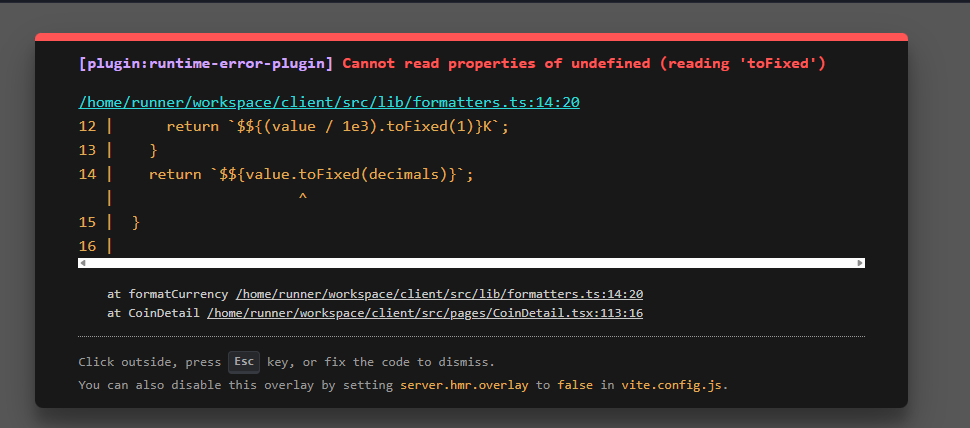 [plugin:runtime-error-plugin] Cannot read properties of undefined (reading 'toFixed')
/home/runner/workspace/client/src/lib/formatters.ts:14:20
12 |      return `$${(value / 1e3).toFixed(1)}K`;
13 |    }
14 |    return `$${value.toFixed(decimals)}`;
   |                    ^
15 |  }
16 |
at formatCurrency /home/runner/workspace/client/src/lib/formatters.ts:14:20
at CoinDetail /home/runner/workspace/client/src/pages/CoinDetail.tsx:113:16
Click outside, press Esc key, or fix the code to dismiss.
You can also disable this overlay by setting server.hmr.overlay to false in vite.config.js.